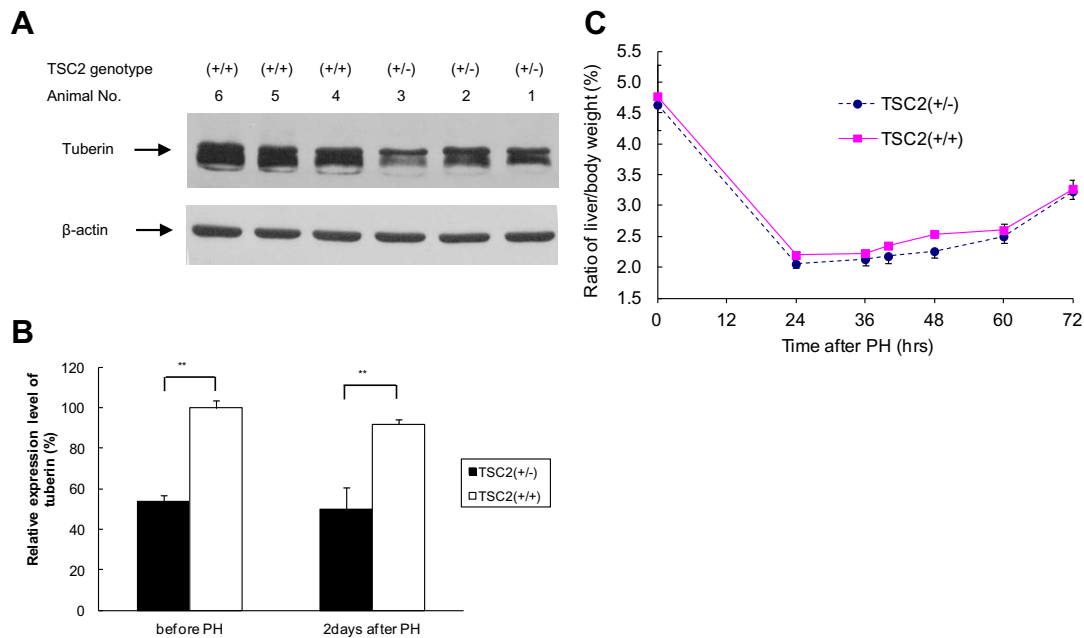 A
TSC2 genotype (+/+) (+/+) (+/+) (+/-) (+/-) (+/-)
Animal No. 6 5 4 3 2 1
Tuberin
β-actin
B
Relative expression level of
tuberin (%)
120
100
80
60
40
20
0
**
**
before PH
2days after PH
TSC2(+/-)
TSC2(+/+)
C
Ratio of liver/body weight (%)
5.5
5.0
4.5
4.0
3.5
3.0
2.5
2.0
1.5
TSC2(+/-)
TSC2(+/+)
0 12 24 36 48 60 72
Time after PH (hrs)